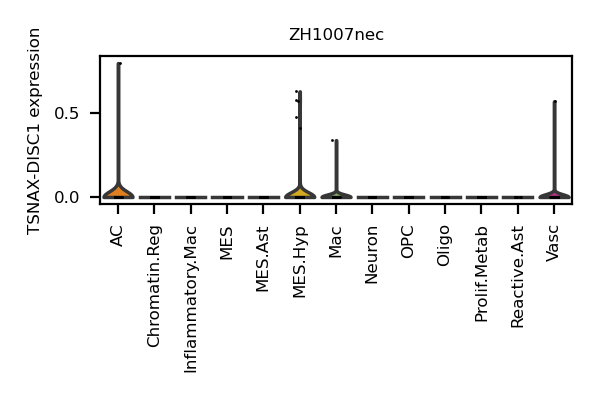 ZH1007nec
TSNAX-DISC1 expression
0.5
0.0
AC
Chromatin.Reg
Inflammatory.Mac
MES
MES.Ast
MES.Hyp
Mac
Neuron
OPC
Oligo
Prolif.Metab
Reactive.Ast
Vasc